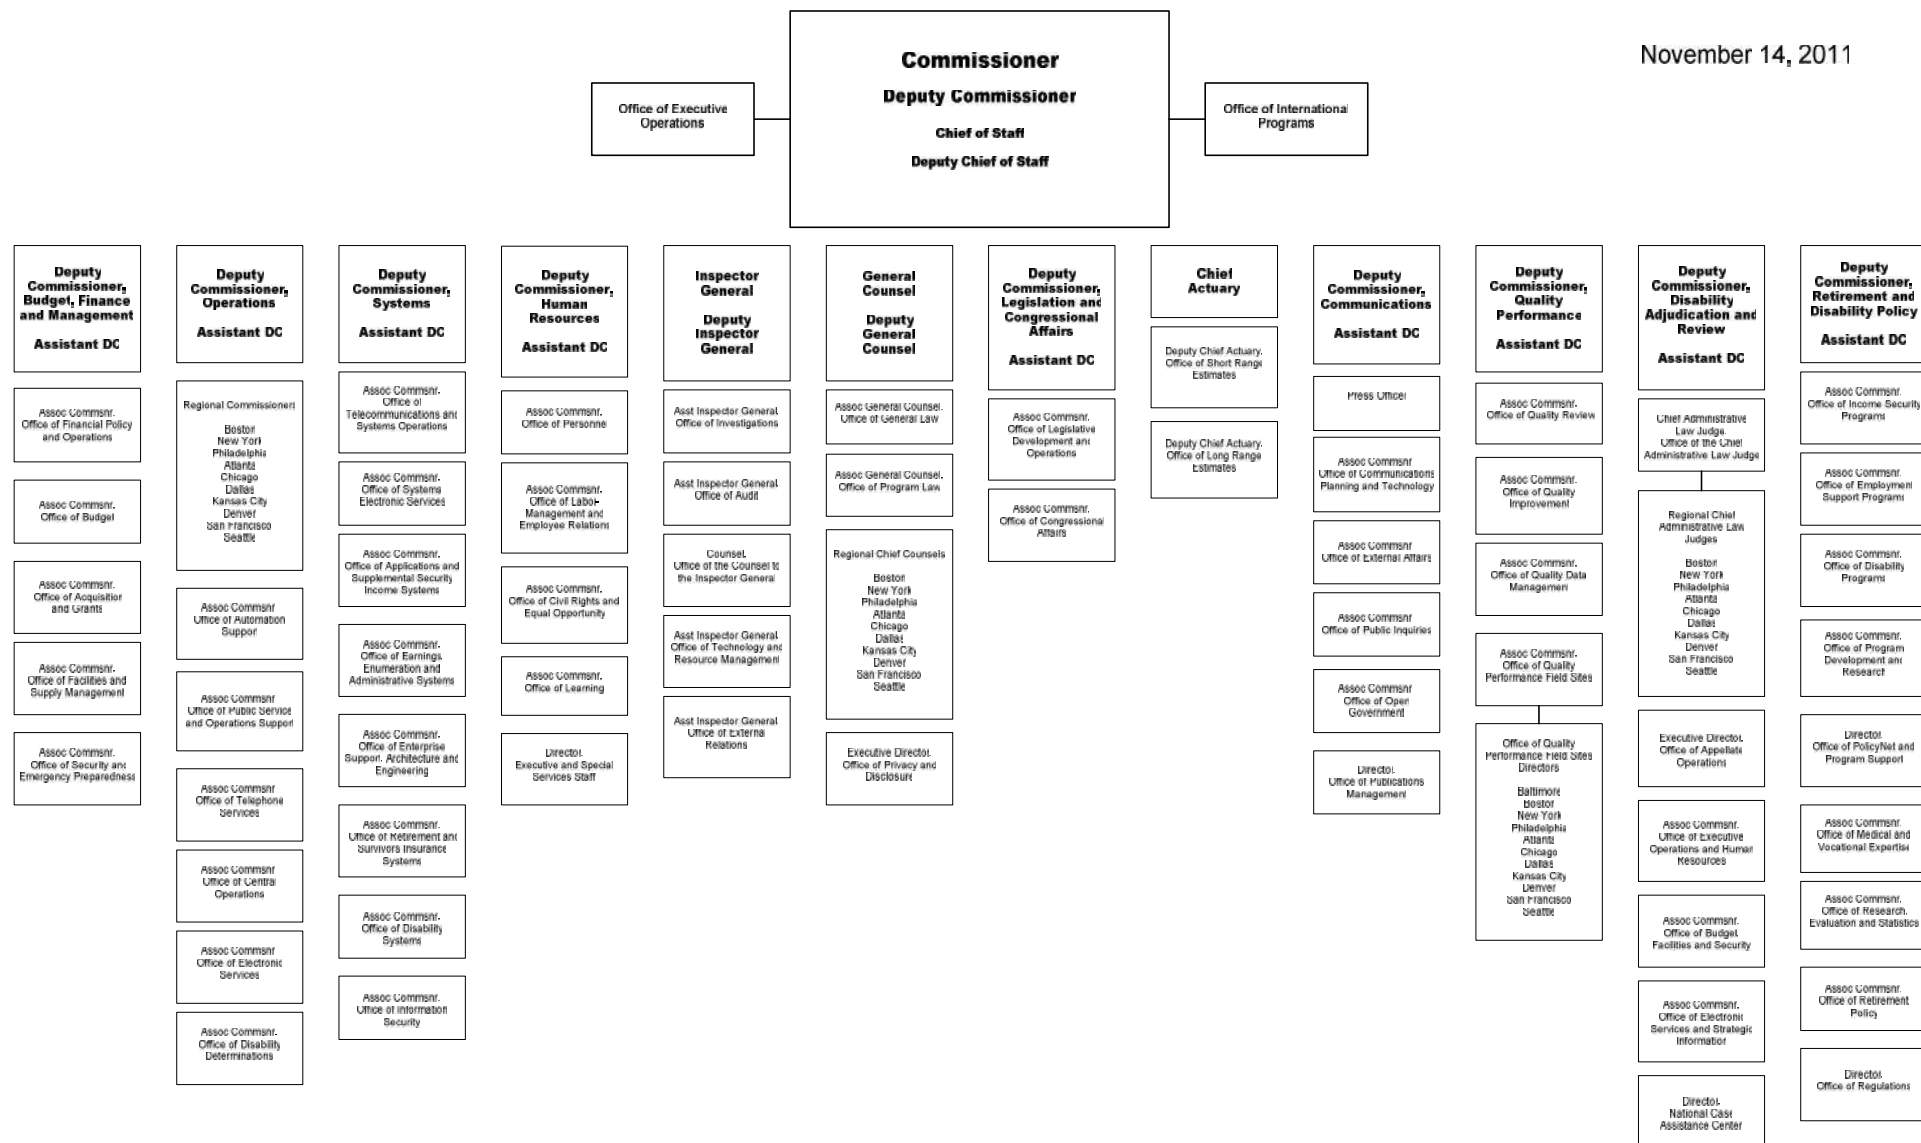 November 14, 2011
Commissioner
Deputy Commissioner
Chief of Staff
Deputy Chief of Staff
Office of Executive
Operations
Office of International
Programs
Deputy
Commissioner,
Budget, Finance
and Management
Assistant DC
Assoc Commsnr.
Office of Financial Policy
and Operations
Assoc Commsnr.
Office of Budget
Assoc Commsnr.
Office of Acquisition
and Grants
Assoc Commsnr.
Office of Facilities and
Supply Management
Assoc Commsnr.
Office of Security and
Emergency Preparedness
Deputy
Commissioner,
Operations
Assistant DC
Regional Commissioners
Boston
New York
Philadelphia
Atlanta
Chicago
Dallas
Kansas City
Denver
San Francisco
Seattle
Assoc Commsnr
Office of Automation
Support
Assoc Commsnr
Office of Public Service
and Operations Support
Assoc Commsnr
Office of Telephone
Services
Assoc Commsnr
Office of Central
Operations
Assoc Commsnr
Office of Electronic
Services
Assoc Commsnr.
Office of Disability
Determinations
Deputy
Commissioner,
Systems
Assistant DC
Assoc Commsnr.
Office of
Telecommunications and
Systems Operations
Assoc Commsnr.
Office of Systems
Electronic Services
Assoc Commsnr.
Office of Applications and
Supplemental Security
Income Systems
Assoc Commsnr.
Office of Earnings,
Enumeration and
Administrative Systems
Assoc Commsnr.
Office of Enterprise
Support, Architecture and
Engineering
Assoc Commsnr.
Office of Retirement and
Survivors Insurance
Systems
Assoc Commsnr.
Office of Disability
Systems
Assoc Commsnr.
Office of Information
Security
Deputy
Commissioner,
Human
Resources
Assistant DC
Assoc Commsnr.
Office of Personnel
Assoc Commsnr.
Office of Labor-
Management and
Employee Relations
Assoc Commsnr.
Office of Civil Rights and
Equal Opportunity
Assoc Commsnr.
Office of Learning
Director.
Executive and Special
Services Staff
Inspector
General
Deputy
Inspector
General
Asst Inspector General.
Office of Investigations
Asst Inspector General.
Office of Audit
Counsel.
Office of the Counsel to
the Inspector General
Asst Inspector General.
Office of Technology and
Resource Management
Asst Inspector General.
Office of External
Relations
General
Counsel
Deputy
General
Counsel
Assoc General Counsel.
Office of General Law
Assoc General Counsel.
Office of Program Law
Regional Chief Counsels
Boston
New York
Philadelphia
Atlanta
Chicago
Dallas
Kansas City
Denver
San Francisco
Seattle
Executive Director.
Office of Privacy and
Disclosure
Deputy
Commissioner,
Legislation and
Congressional
Affairs
Assistant DC
Assoc Commsnr.
Office of Legislative
Development and
Operations
Assoc Commsnr.
Office of Congressional
Affairs
Chief
Actuary
Deputy Chief Actuary.
Office of Short Range
Estimates
Deputy Chief Actuary.
Office of Long Range
Estimates
Deputy
Commissioner,
Communications
Assistant DC
Press Officer
Assoc Commsnr
Office of Communications
Planning and Technology
Assoc Commsnr
Office of External Affairs
Assoc Commsnr
Office of Public Inquiries
Assoc Commsnr
Office of Open
Government
Director.
Office of Publications
Management
Deputy
Commissioner,
Quality
Performance
Assistant DC
Assoc Commsnr.
Office of Quality Review
Assoc Commsnr.
Office of Quality
Improvement
Assoc Commsnr.
Office of Quality Data
Management
Assoc Commsnr.
Office of Quality
Performance Field Sites
Office of Quality
Performance Field Sites
Directors
Baltimore
Boston
New York
Philadelphia
Atlanta
Chicago
Dallas
Kansas City
Denver
San Francisco
Seattle
Deputy
Commissioner,
Disability
Adjudication and
Review
Assistant DC
Chief Administrative
Law Judge.
Office of the Chief
Administrative Law Judge
Regional Chief
Administrative Law
Judges
Boston
New York
Philadelphia
Atlanta
Chicago
Dallas
Kansas City
Denver
San Francisco
Seattle
Executive Director.
Office of Appellate
Operations
Assoc Commsnr.
Office of Executive
Operations and Human
Resources
Assoc Commsnr.
Office of Budget,
Facilities and Security
Assoc Commsnr.
Office of Electronic
Services and Strategic
Information
Director.
National Case
Assistance Center
Deputy
Commissioner,
Retirement and
Disability Policy
Assistant DC
Assoc Commsnr.
Office of Income Security
Programs
Assoc Commsnr.
Office of Employment
Support Programs
Assoc Commsnr.
Office of Disability
Programs
Assoc Commsnr.
Office of Program
Development and
Research
Director.
Office of PolicyNet and
Program Support
Assoc Commsnr.
Office of Medical and
Vocational Expertise
Assoc Commsnr.
Office of Research,
Evaluation and Statistics
Assoc Commsnr.
Office of Retirement
Policy
Director.
Office of Regulations